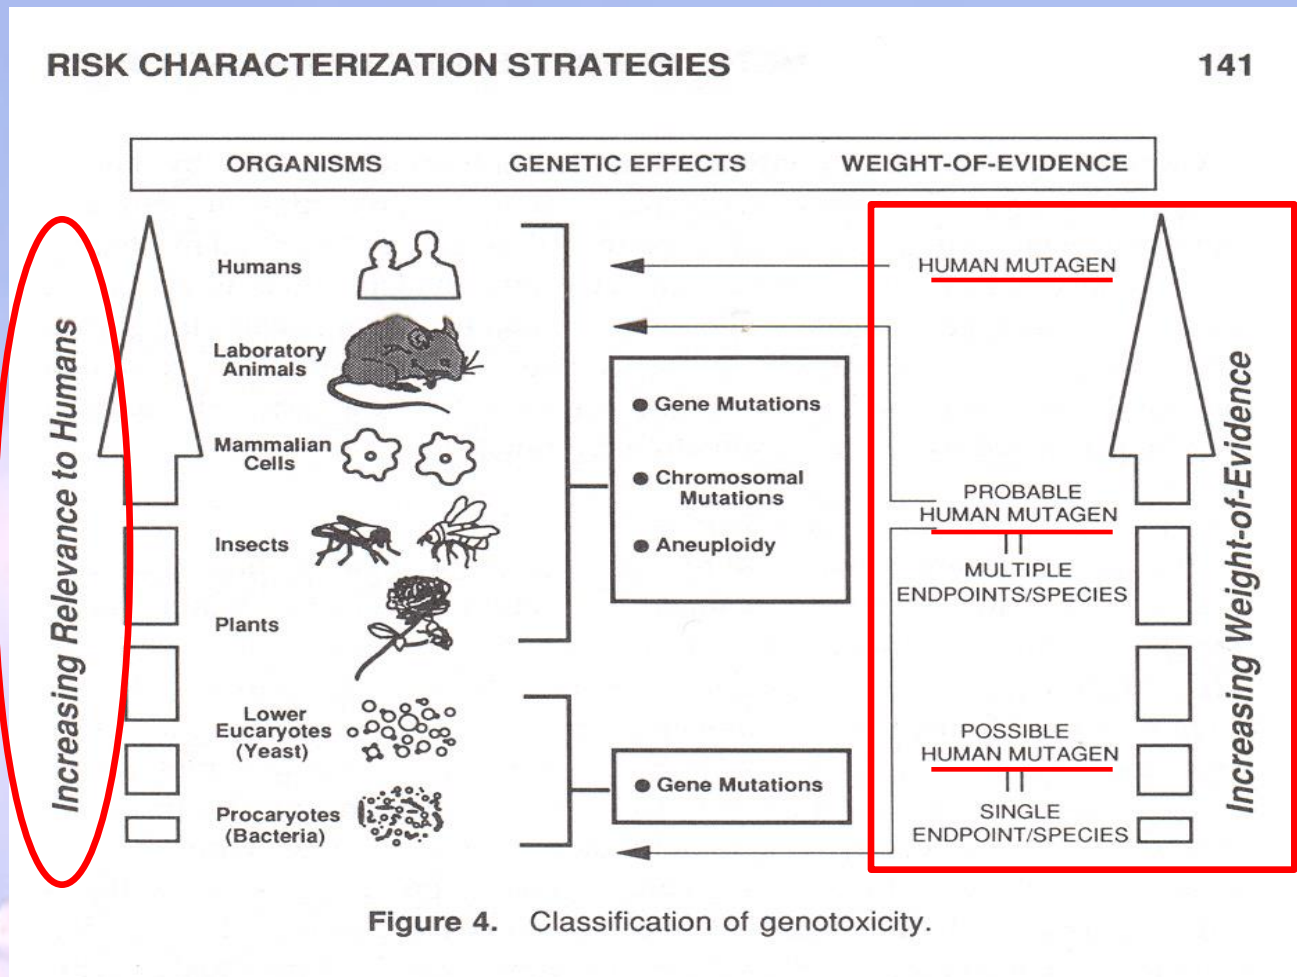 RISK CHARACTERIZATION STRATEGIES 141
ORGANISMS GENETIC EFFECTS WEIGHT-OF-EVIDENCE
Increasing Relevance to Humans
Humans
Laboratory
Animals
Mammalian
Cells
Insects
Plants
Lower
Eucaryotes
(Yeast)
Procaryotes
(Bacteria)
● Gene Mutations
● Chromosomal
Mutations
● Aneuploidy
● Gene Mutations
HUMAN MUTAGEN
PROBABLE
HUMAN MUTAGEN
MULTIPLE
ENDPOINTS/SPECIES
POSSIBLE
HUMAN MUTAGEN
SINGLE
ENDPOINT/SPECIES
Increasing Weight-of-Evidence
Figure 4. Classification of genotoxicity.